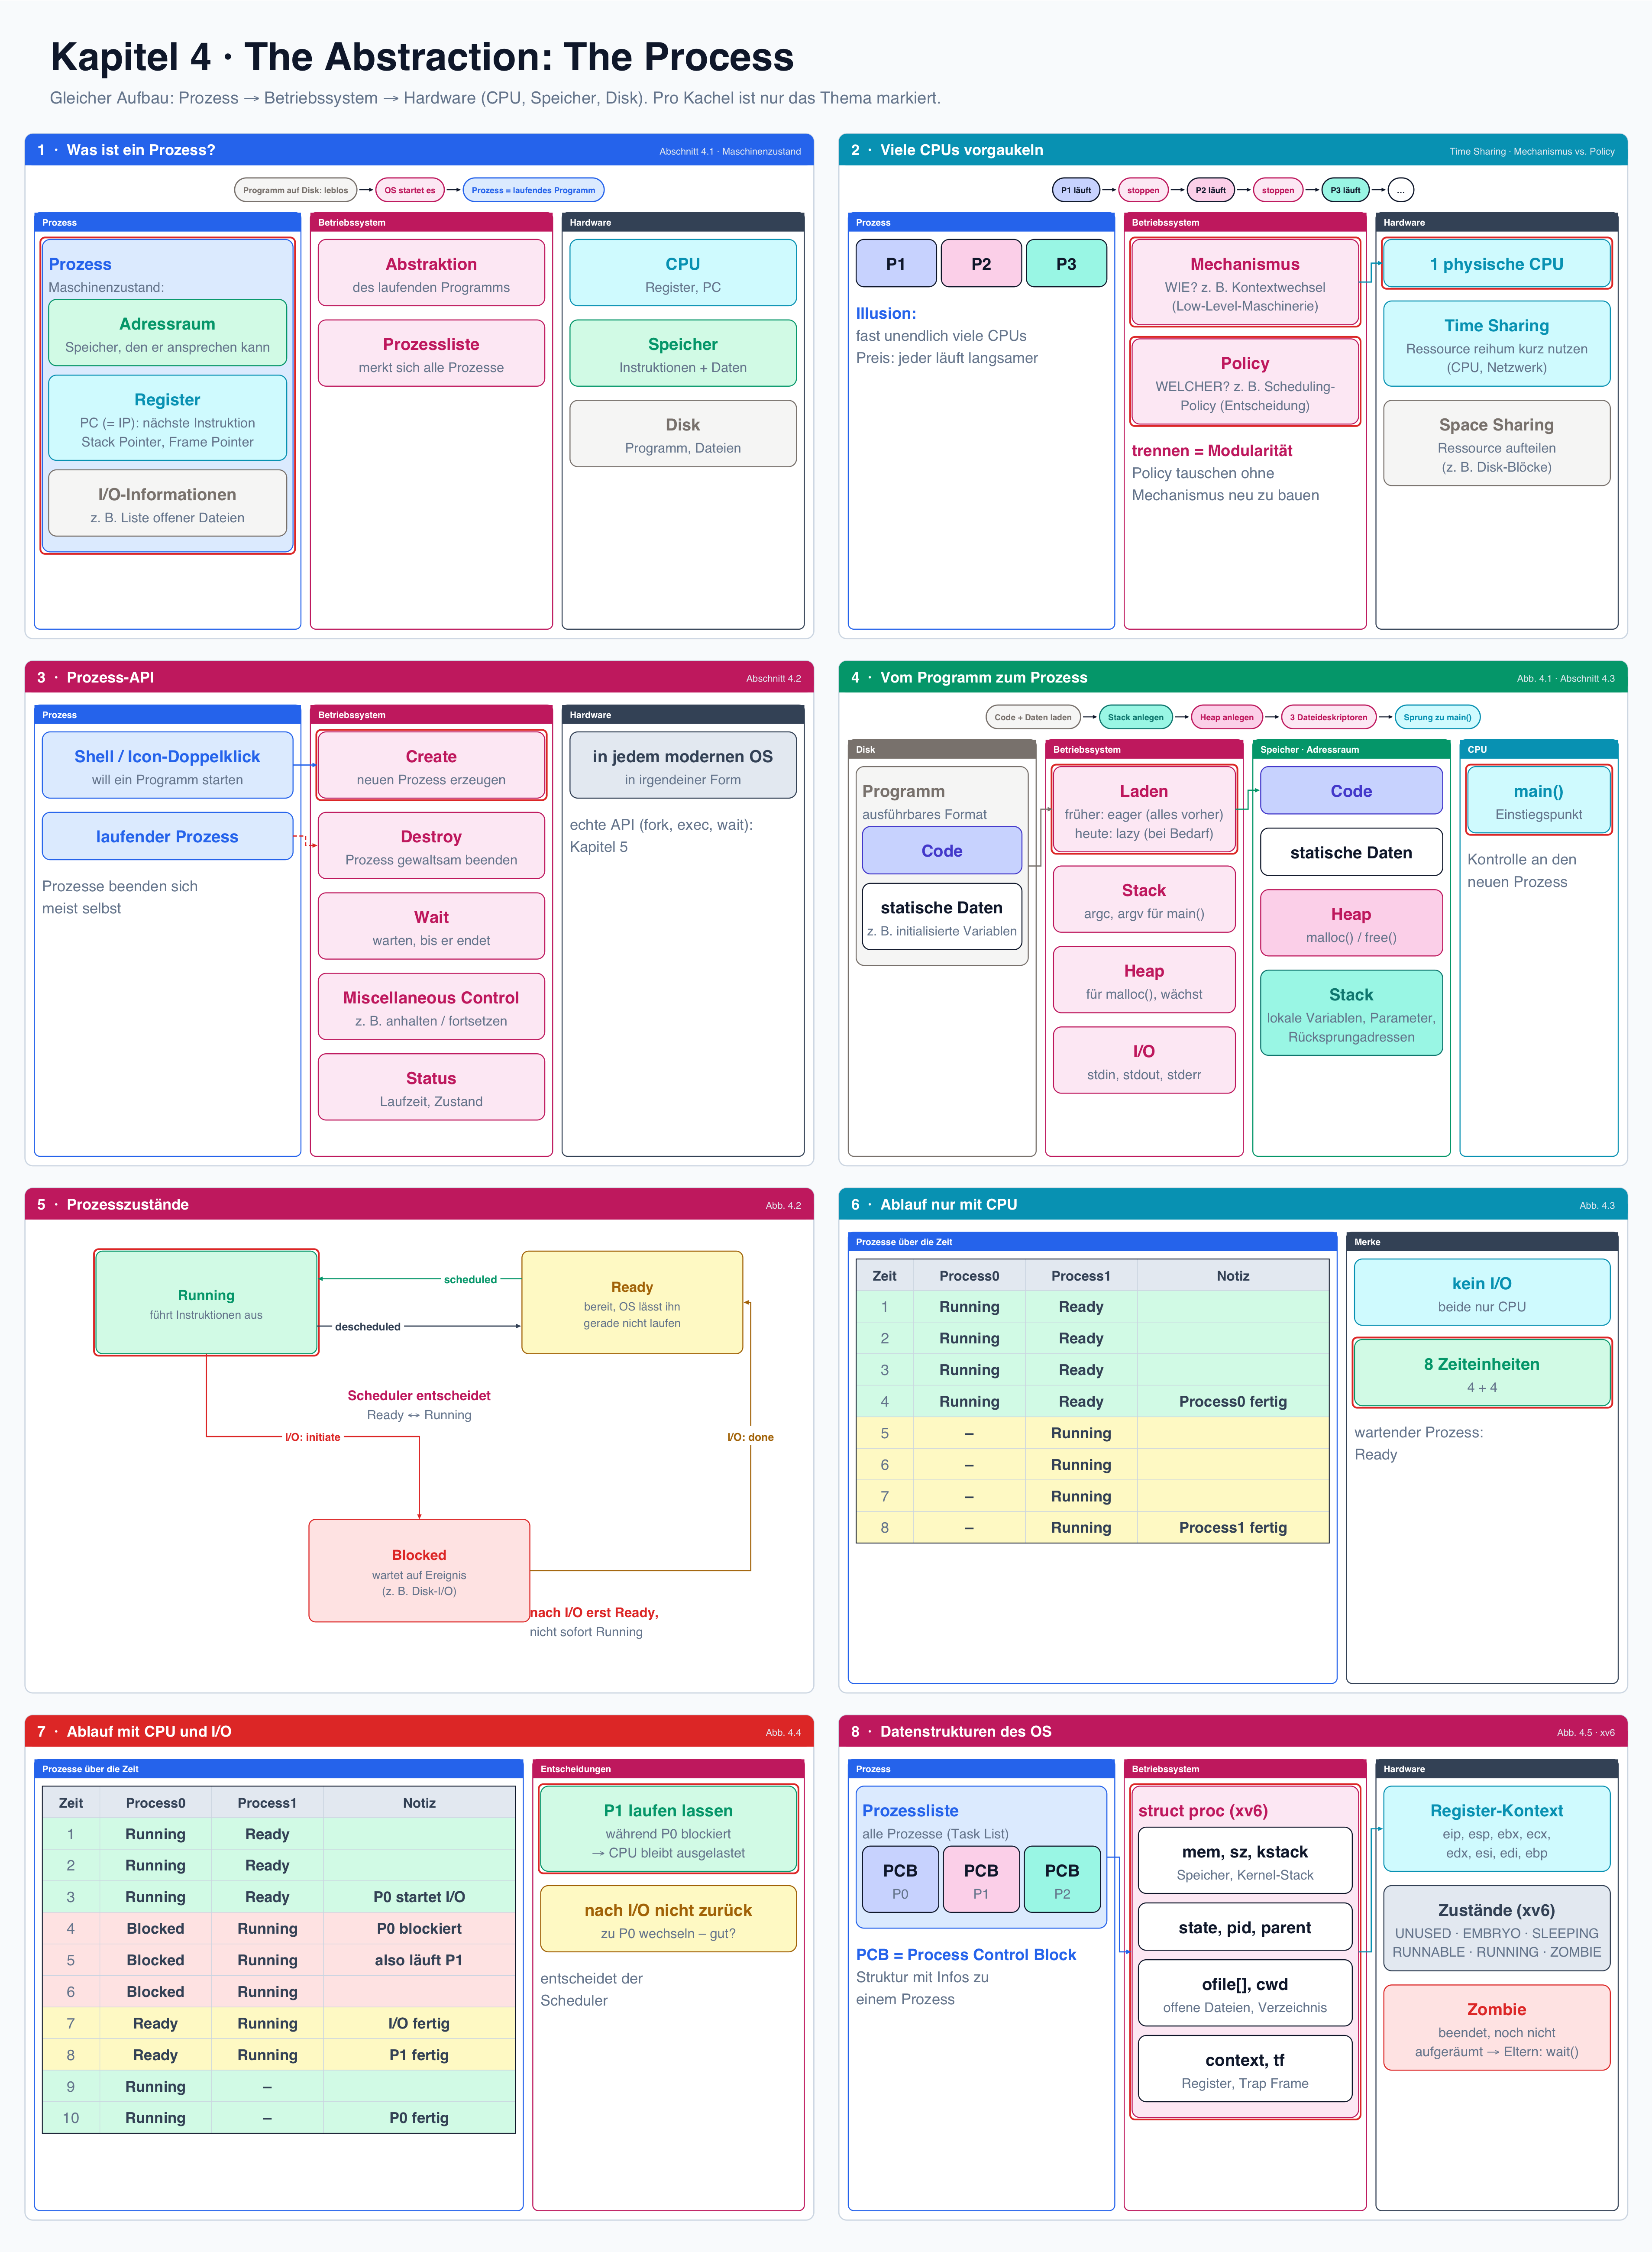 Kapitel 4 · The Abstraction: The Process
Gleicher Aufbau: Prozess → Betriebssystem → Hardware (CPU, Speicher, Disk). Pro Kachel ist nur das Thema markiert.
1 · Was ist ein Prozess?
Abschnitt 4.1 · Maschinenzustand
Programm auf Disk: leblos
OS startet es
Prozess = laufendes Programm
Prozess
Prozess
Maschinenzustand:
Adressraum
Speicher, den er ansprechen kann
Register
PC (= IP): nächste Instruktion
Stack Pointer, Frame Pointer
I/O-Informationen
z. B. Liste offener Dateien
Betriebssystem
Abstraktion
des laufenden Programms
Prozessliste
merkt sich alle Prozesse
Hardware
CPU
Register, PC
Speicher
Instruktionen + Daten
Disk
Programm, Dateien
2 · Viele CPUs vorgaukeln
Time Sharing · Mechanismus vs. Policy
P1 läuft
stoppen
P2 läuft
stoppen
P3 läuft
...
Prozess
P1
P2
P3
Illusion:
fast unendlich viele CPUs
Preis: jeder läuft langsamer
Betriebssystem
Mechanismus
WIE? z. B. Kontextwechsel
(Low-Level-Maschinerie)
Policy
WELCHER? z. B. Scheduling-
Policy (Entscheidung)
trennen = Modularität
Policy tauschen ohne
Mechanismus neu zu bauen
Hardware
1 physische CPU
Time Sharing
Ressource reihum kurz nutzen
(CPU, Netzwerk)
Space Sharing
Ressource aufteilen
(z. B. Disk-Blöcke)
3 · Prozess-API
Abschnitt 4.2
Prozess
Shell / Icon-Doppelklick
will ein Programm starten
laufender Prozess
Prozesse beenden sich
meist selbst
Betriebssystem
Create
neuen Prozess erzeugen
Destroy
Prozess gewaltsam beenden
Wait
warten, bis er endet
Miscellaneous Control
z. B. anhalten / fortsetzen
Status
Laufzeit, Zustand
Hardware
in jedem modernen OS
in irgendeiner Form
echte API (fork, exec, wait):
Kapitel 5
4 · Vom Programm zum Prozess
Abb. 4.1 · Abschnitt 4.3
Code + Daten laden
Stack anlegen
Heap anlegen
3 Dateideskriptoren
Sprung zu main()
Disk
Programm
ausführbares Format
Code
statische Daten
z. B. initialisierte Variablen
Betriebssystem
Laden
früher: eager (alles vorher)
heute: lazy (bei Bedarf)
Stack
argc, argv für main()
Heap
für malloc(), wächst
I/O
stdin, stdout, stderr
Speicher · Adressraum
Code
statische Daten
Heap
malloc() / free()
Stack
lokale Variablen, Parameter,
Rücksprungadressen
CPU
main()
Einstiegspunkt
Kontrolle an den
neuen Prozess
5 · Prozesszustände
Abb. 4.2
Running
führt Instruktionen aus
scheduled
descheduled
Ready
bereit, OS lässt ihn
gerade nicht laufen
Scheduler entscheidet
Ready ↔ Running
I/O: initiate
I/O: done
Blocked
wartet auf Ereignis
(z. B. Disk-I/O)
nach I/O erst Ready,
nicht sofort Running
6 · Ablauf nur mit CPU
Abb. 4.3
Prozesse über die Zeit
Zeit Process0 Process1 Notiz
1 Running Ready
2 Running Ready
3 Running Ready
4 Running Ready Process0 fertig
5 – Running
6 – Running
7 – Running
8 – Running Process1 fertig
Merke
kein I/O
beide nur CPU
8 Zeiteinheiten
4 + 4
wartender Prozess:
Ready
7 · Ablauf mit CPU und I/O
Abb. 4.4
Prozesse über die Zeit
Zeit Process0 Process1 Notiz
1 Running Ready
2 Running Ready
3 Running Ready P0 startet I/O
4 Blocked Running P0 blockiert
5 Blocked Running also läuft P1
6 Blocked Running
7 Ready Running I/O fertig
8 Ready Running P1 fertig
9 Running –
10 Running – P0 fertig
Entscheidungen
P1 laufen lassen
während P0 blockiert
→ CPU bleibt ausgelastet
nach I/O nicht zurück
zu P0 wechseln – gut?
entscheidet der
Scheduler
8 · Datenstrukturen des OS
Abb. 4.5 · xv6
Prozess
Prozessliste
alle Prozesse (Task List)
PCB
P0
PCB
P1
PCB
P2
PCB = Process Control Block
Struktur mit Infos zu
einem Prozess
Betriebssystem
struct proc (xv6)
mem, sz, kstack
Speicher, Kernel-Stack
state, pid, parent
ofile[], cwd
offene Dateien, Verzeichnis
context, tf
Register, Trap Frame
Hardware
Register-Kontext
eip, esp, ebx, ecx,
edx, esi, edi, ebp
Zustände (xv6)
UNUSED · EMBRYO · SLEEPING
RUNNABLE · RUNNING · ZOMBIE
Zombie
beendet, noch nicht
aufgeräumt → Eltern: wait()